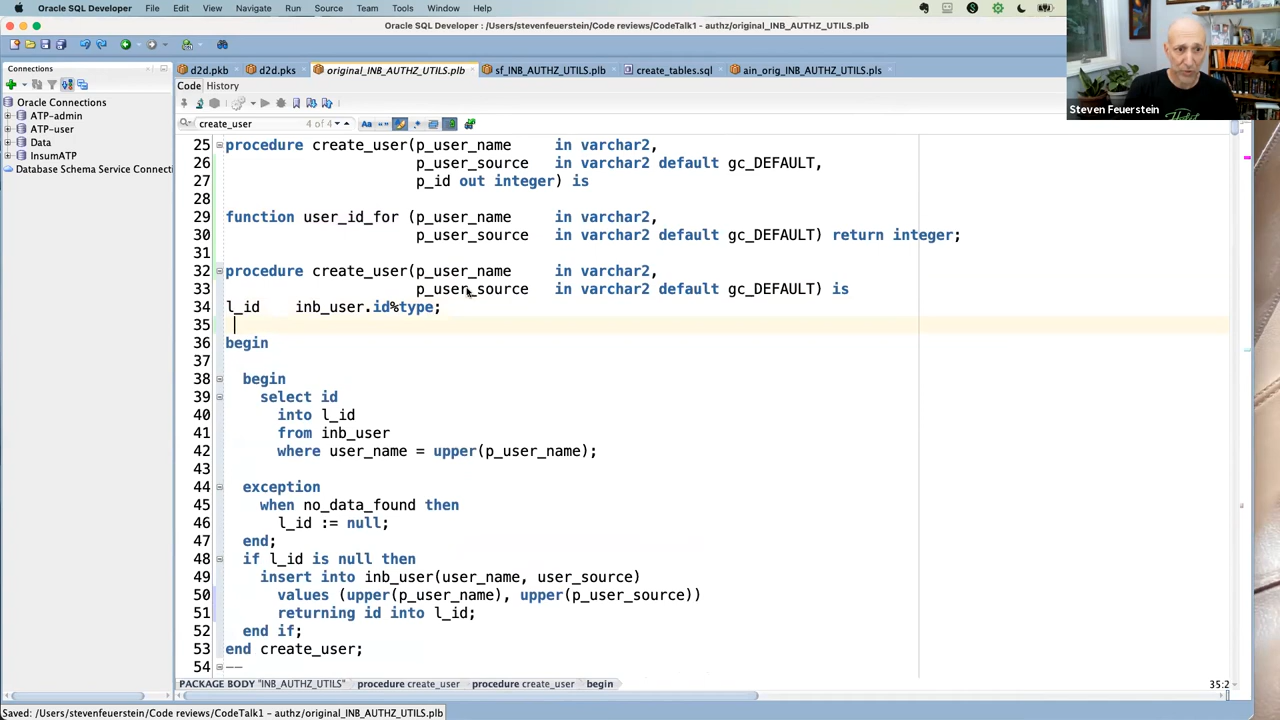 Oracle SQL Developer File Edit View Navigate Run Source Team Tools Window Help
Oracle SQL Developer : /Users/stevenfeuerstein/Code reviews/CodeTalk1 - authz/original_INB_AUTHZ_UTILS.plb
Steven Feuerstein
Connections
d2d.pkb
d2d.pks
original_INB_AUTHZ_UTILS.plb
sf_INB_AUTHZ_UTILS.plb
create_tables.sql
ain_orig_INB_AUTHZ_UTILS.pls
Code History
Oracle Connections
ATP-admin
ATP-user
Data
InsumATP
Database Schema Service Connecti
create_user 4 of 4 Aa
25 procedure create_user(p_user_name in varchar2,
26 p_user_source in varchar2 default gc_DEFAULT,
27 p_id out integer) is
28
29 function user_id_for (p_user_name in varchar2,
30 p_user_source in varchar2 default gc_DEFAULT) return integer;
31
32 procedure create_user(p_user_name in varchar2,
33 p_user_source in varchar2 default gc_DEFAULT) is
34 l_id inb_user.id%type;
35
36 begin
37
38 begin
39 select id
40 into l_id
41 from inb_user
42 where user_name = upper(p_user_name);
43
44 exception
45 when no_data_found then
46 l_id := null;
47 end;
48 if l_id is null then
49 insert into inb_user(user_name, user_source)
50 values (upper(p_user_name), upper(p_user_source))
51 returning id into l_id;
52 end if;
53 end create_user;
54 --
PACKAGE BODY "INB_AUTHZ_UTILS" procedure create_user procedure create_user begin
35:2
Saved: /Users/stevenfeuerstein/Code reviews/CodeTalk1 - authz/original_INB_AUTHZ_UTILS.plb